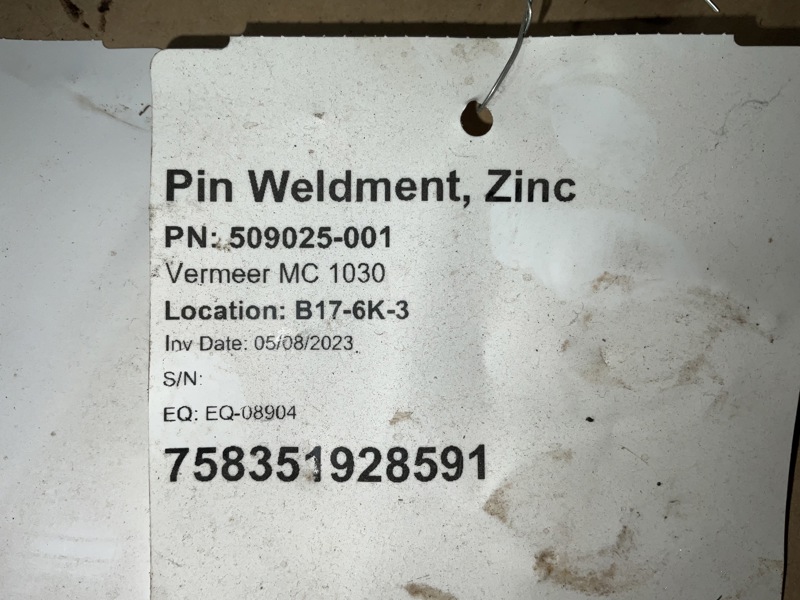 Pin Weldment, Zinc
PN: 509025-001
Vermeer MC 1030
Location: B17-6K-3
Inv Date: 05/08/2023
S/N:
EQ: EQ-08904
758351928591